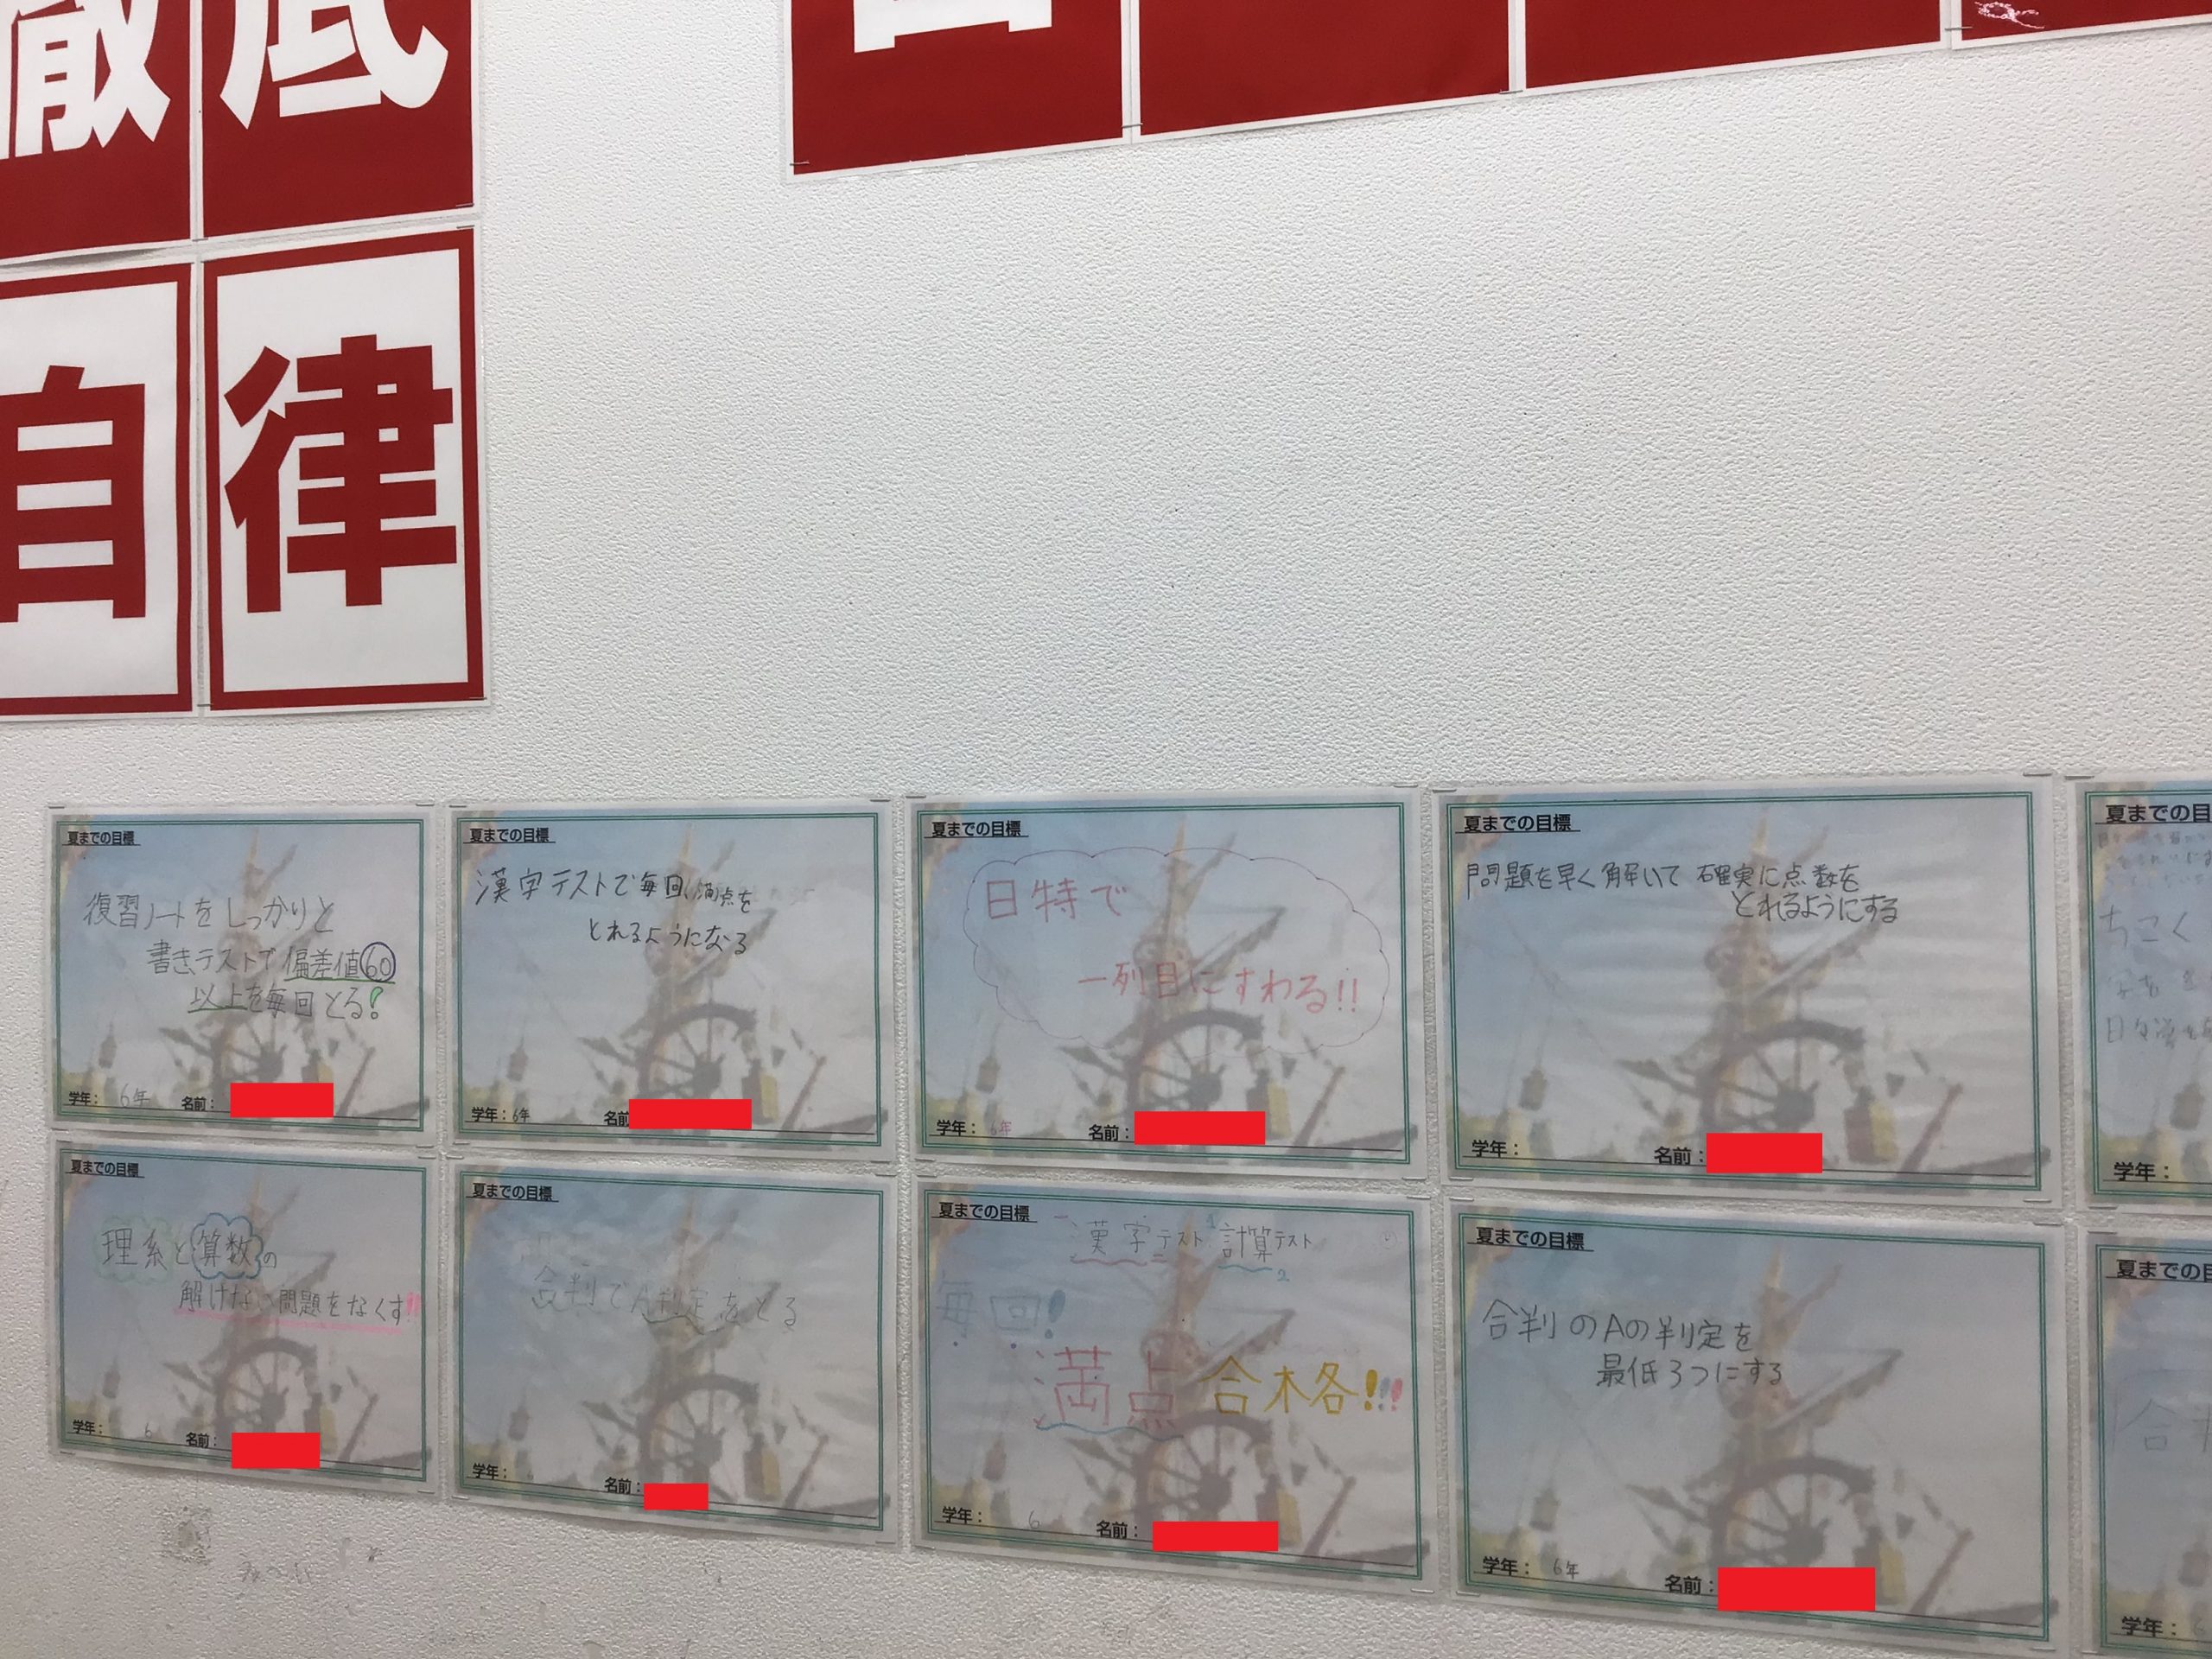 徹底
自律
夏までの目標
復習ノートをしっかりと
書き、テストで偏差値60
以上を毎回とる!
学年: 6年 名前:
夏までの目標
漢字テストで毎回満点を
とれるようになる
学年: 6年 名前
夏までの目標
日特で
一列目にすわる!!
学年: 6年 名前:
夏までの目標
問題を早く解いて確実に点数を
とれるようにする
学年: 名前:
夏までの目
ちこく
学年:
夏までの目標
理系と算数の
解けない問題をなくす!!
学年: 6 名前:
夏までの目標
合判でA判定をとる
学年: 名前:
夏までの目標
漢字テスト 計算テスト
毎回!
満点合格!!!
学年: 6 名前:
夏までの目標
合判のAの判定を
最低3つにする
学年: 6年 名前:
夏までの目
学年: 6